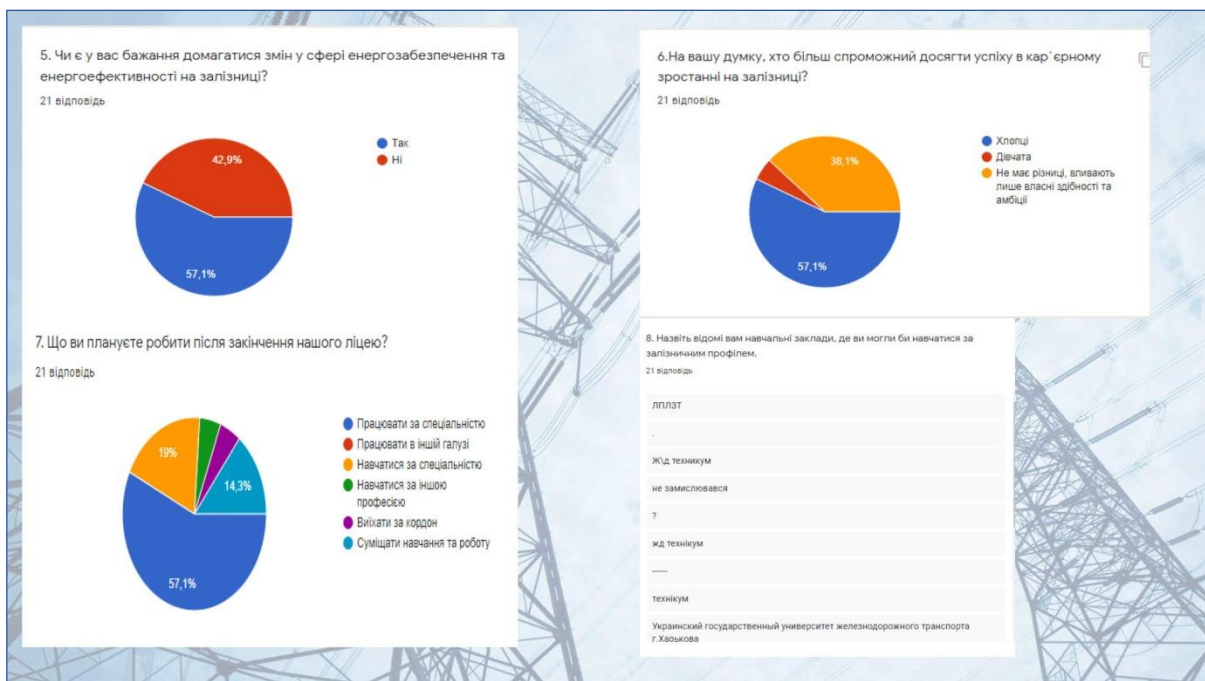 5. Чи є у вас бажання домагатися змін у сфері енергозабезпечення та
енергоефективності на залізниці?
21 відповідь
Так
Ні
42,9%
57,1%
6.На вашу думку, хто більш спроможний досягти успіху в кар`єрному
зростанні на залізниці?
21 відповідь
Хлопці
Дівчата
Не має різниці, вливають
лише власні здібності та
амбіції
38,1%
57,1%
7. Що ви плануєте робити після закінчення нашого ліцею?
21 відповідь
Працювати за спеціальністю
Працювати в іншій галузі
Навчатися за спеціальністю
Навчатися за іншою
професією
Виїхати за кордон
Суміщати навчання та роботу
19%
14,3%
57,1%
8. Назвіть відомі вам навчальні заклади, де ви могли би навчатися за
залізничним профілем.
21 відповідь
ЛПЛЗТ
.
Ж\д техникум
не замислювався
?
жд технікум
-----
технікум
Украинский государственный университет железнодорожного транспорта
г.Харькова